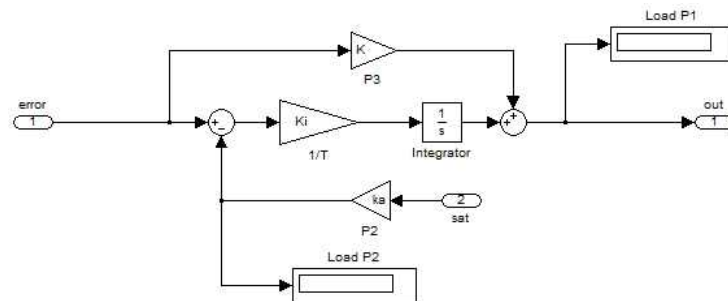 Load P1
K
P3
error
1
+
−
Ki
1/T
1
s
Integrator
+
+
out
1
ka
P2
2
sat
Load P2